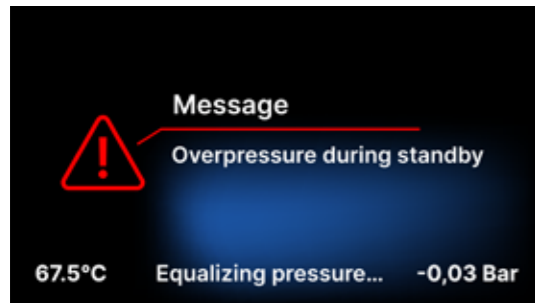 Message
Overpressure during standby
67.5°C Equalizing pressure... -0,03 Bar